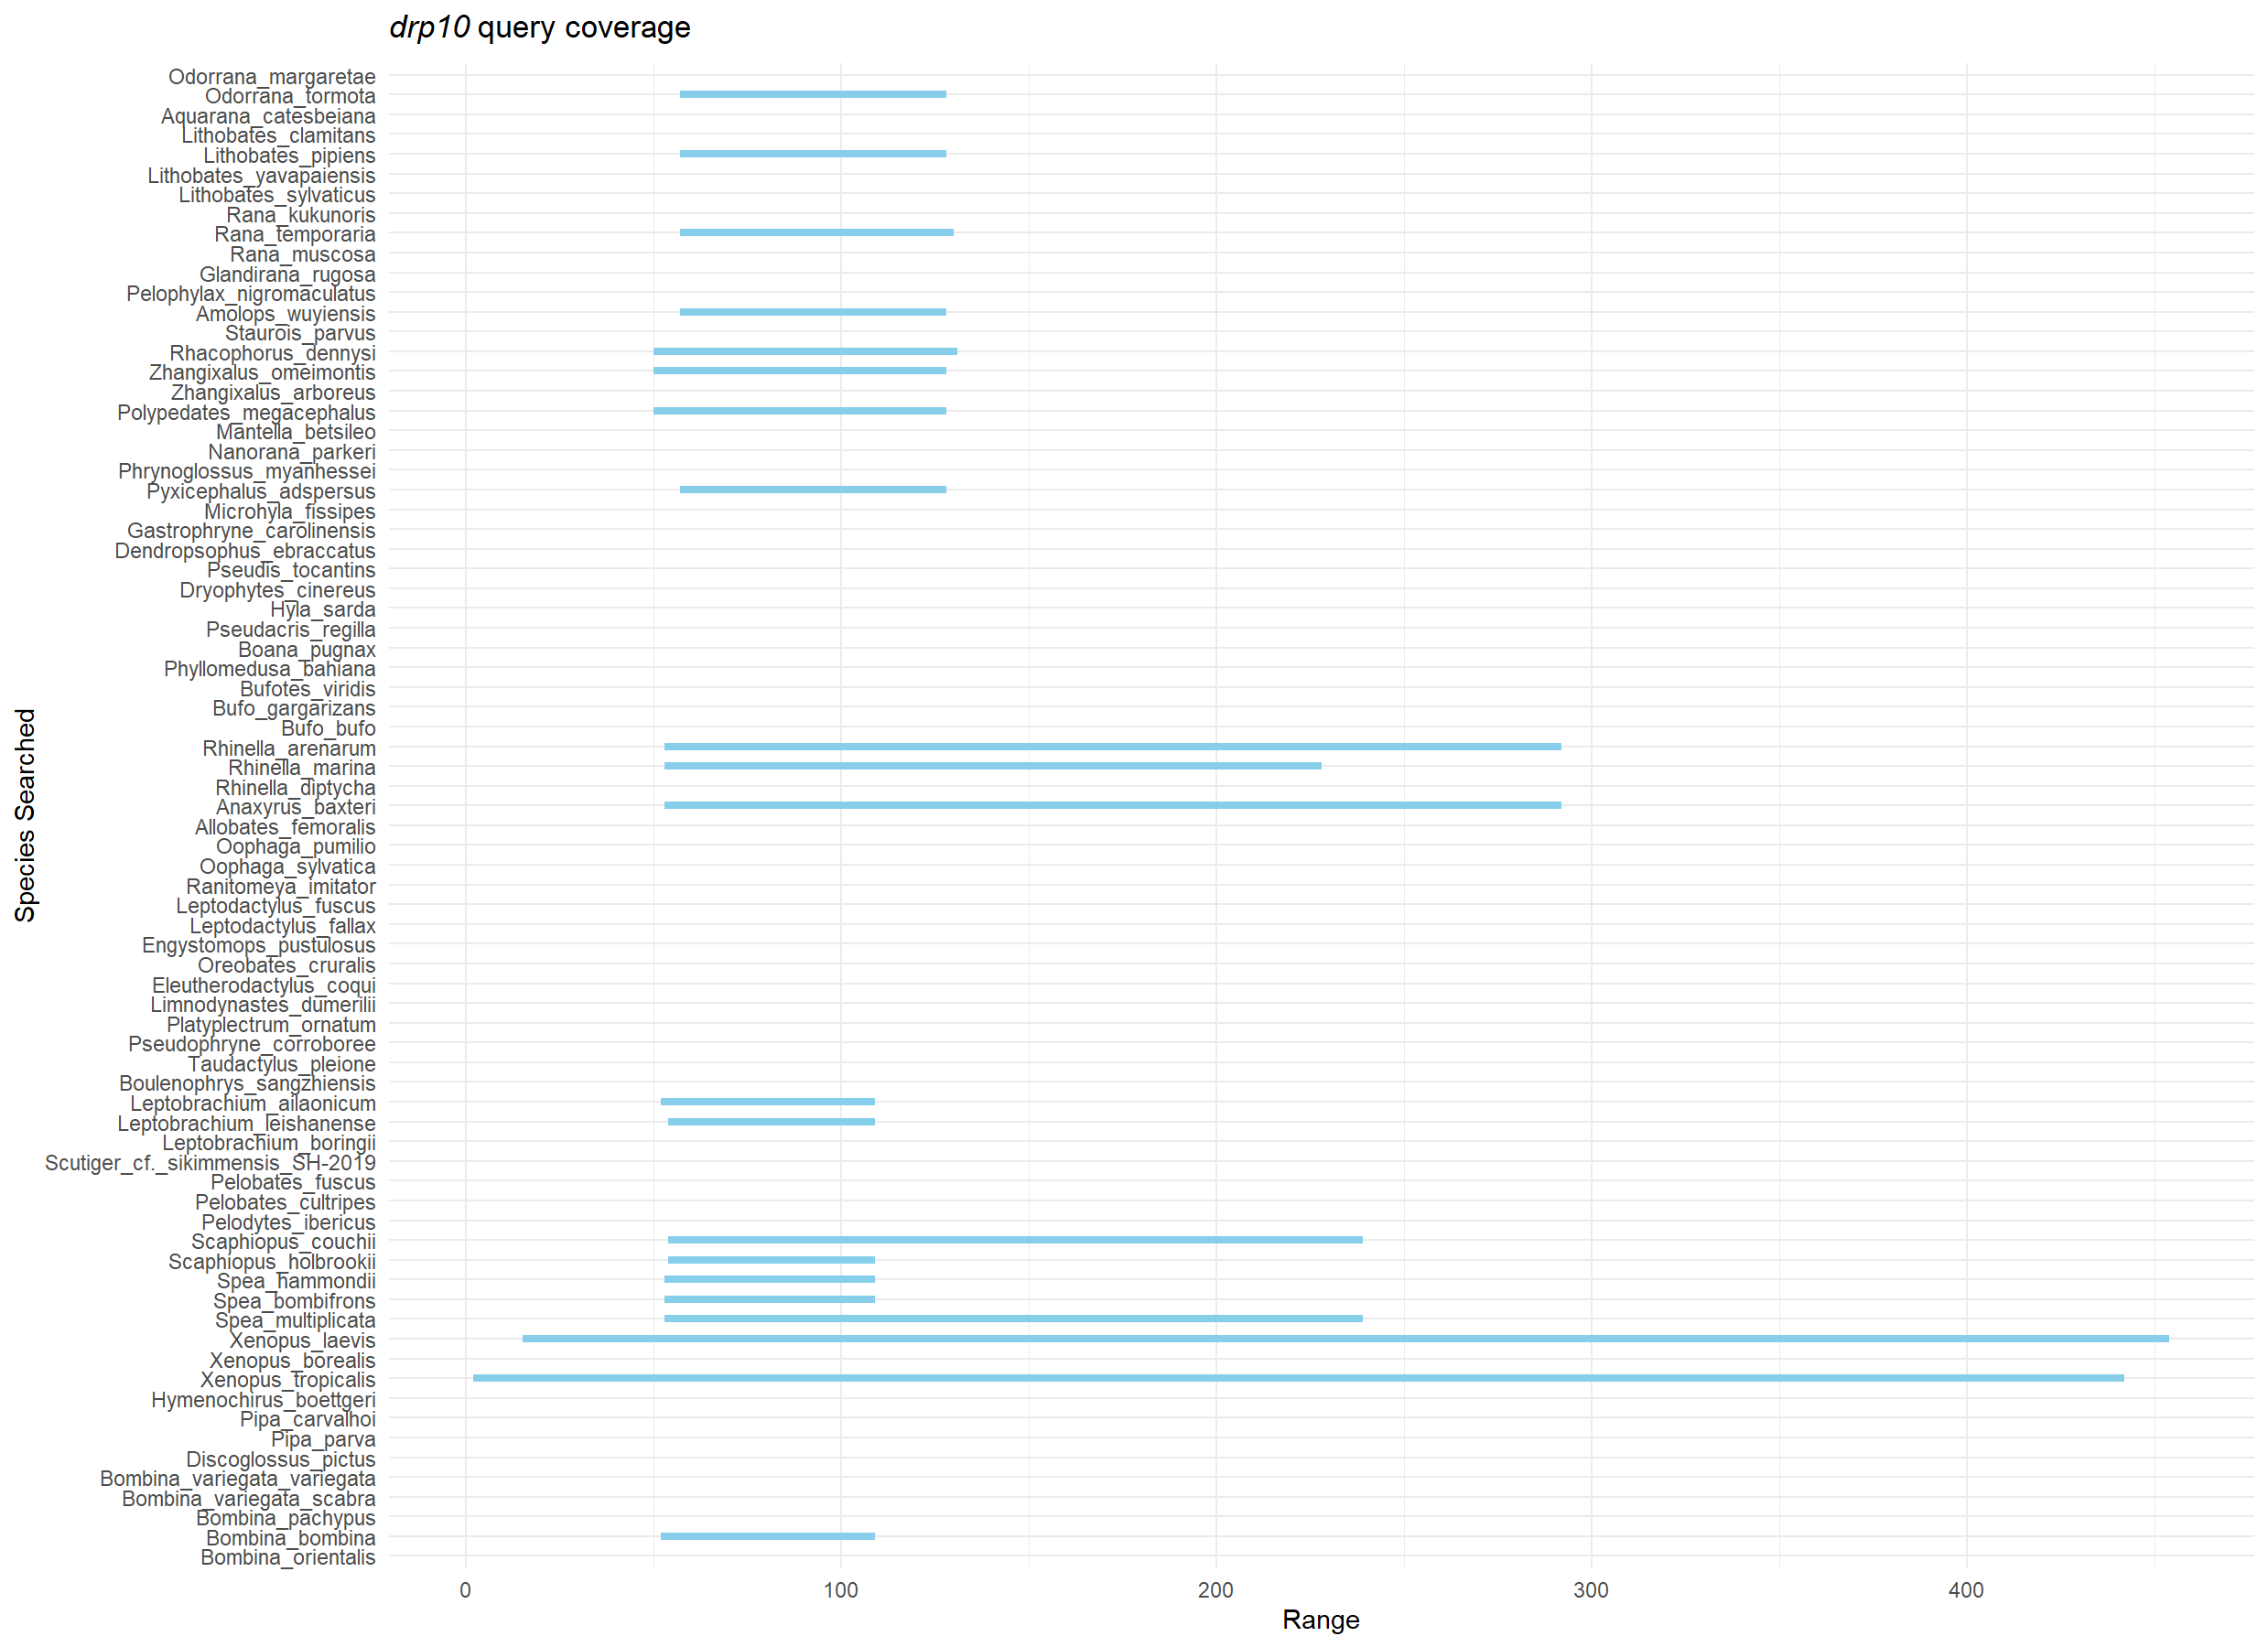 drp10 query coverage
Odorrana_margaretae
Odorrana_tormota
Aquarana_catesbeiana
Lithobates_clamitans
Lithobates_pipiens
Lithobates_yavapaiensis
Lithobates_sylvaticus
Rana_kukunoris
Rana_temporaria
Rana_muscosa
Glandirana_rugosa
Pelophylax_nigromaculatus
Amolops_wuyiensis
Staurois_parvus
Rhacophorus_dennysi
Zhangixalus_omeimontis
Zhangixalus_arboreus
Polypedates_megacephalus
Mantella_betsileo
Nanorana_parkeri
Phrynoglossus_myanhessei
Pyxicephalus_adspersus
Microhyla_fissipes
Gastrophryne_carolinensis
Dendropsophus_ebraccatus
Pseudis_tocantins
Dryophytes_cinereus
Hyla_sarda
Pseudacris_regilla
Boana_pugnax
Phyllomedusa_bahiana
Bufotes_viridis
Bufo_gargarizans
Bufo_bufo
Rhinella_arenarum
Rhinella_marina
Rhinella_diptycha
Anaxyrus_baxteri
Allobates_femoralis
Oophaga_pumilio
Oophaga_sylvatica
Ranitomeya_imitator
Leptodactylus_fuscus
Leptodactylus_fallax
Engystomops_pustulosus
Oreobates_cruralis
Eleutherodactylus_coqui
Limnodynastes_dumerilii
Platyplectrum_ornatum
Pseudophryne_corroboree
Taudactylus_pleione
Boulenophrys_sangzhiensis
Leptobrachium_ailaonicum
Leptobrachium_leishanense
Leptobrachium_boringii
Scutiger_cf._sikimmensis_SH-2019
Pelobates_fuscus
Pelobates_cultripes
Pelodytes_ibericus
Scaphiopus_couchii
Scaphiopus_holbrookii
Spea_hammondii
Spea_bombifrons
Spea_multiplicata
Xenopus_laevis
Xenopus_borealis
Xenopus_tropicalis
Hymenochirus_boettgeri
Pipa_carvalhoi
Pipa_parva
Discoglossus_pictus
Bombina_variegata_variegata
Bombina_variegata_scabra
Bombina_pachypus
Bombina_bombina
Bombina_orientalis
Species Searched
0 100 200 300 400
Range